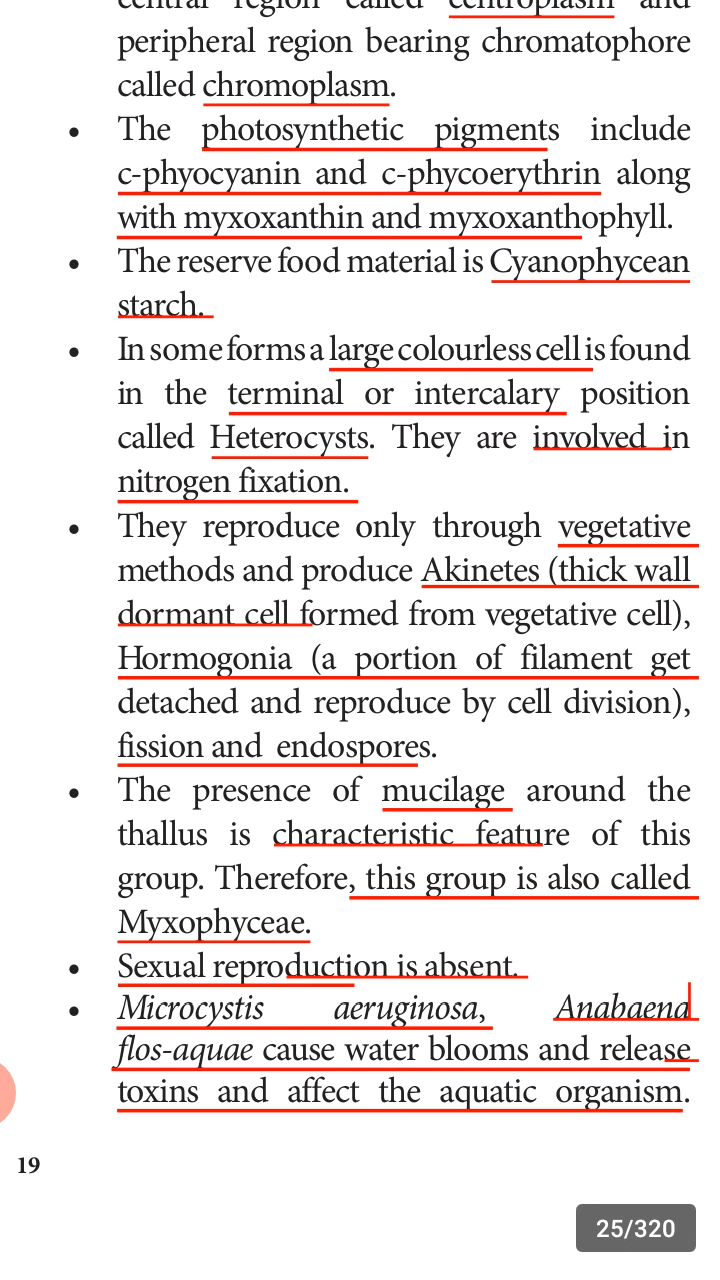 central region called centroplasm and
peripheral region bearing chromatophore
called chromoplasm.
• The photosynthetic pigments include
c-phyocyanin and c-phycoerythrin along
with myxoxanthin and myxoxanthophyll.
• The reserve food material is Cyanophycean
starch.
• In some forms a large colourless cell is found
in the terminal or intercalary position
called Heterocysts. They are involved in
nitrogen fixation.
• They reproduce only through vegetative
methods and produce Akinetes (thick wall
dormant cell formed from vegetative cell),
Hormogonia (a portion of filament get
detached and reproduce by cell division),
fission and endospores.
• The presence of mucilage around the
thallus is characteristic feature of this
group. Therefore, this group is also called
Myxophyceae.
• Sexual reproduction is absent.
• Microcystis aeruginosa, Anabaena
flos-aquae cause water blooms and release
toxins and affect the aquatic organism.
19
25/320